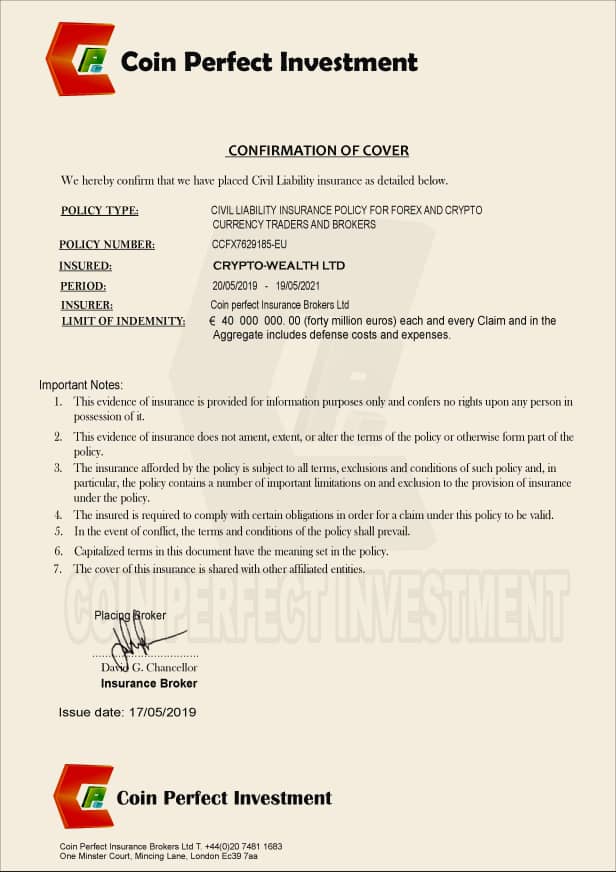 Coin Perfect Investment
CONFIRMATION OF COVER
We hereby confirm that we have placed Civil Liability insurance as detailed below.
POLICY TYPE: CIVIL LIABILITY INSURANCE POLICY FOR FOREX AND CRYPTO
CURRENCY TRADERS AND BROKERS
POLICY NUMBER: CCFX7629185-EU
INSURED: CRYPTO-WEALTH LTD
PERIOD: 20/05/2019 - 19/05/2021
INSURER: Coin perfect Insurance Brokers Ltd
LIMIT OF INDEMNITY: € 40 000 000. 00 (forty million euros) each and every Claim and in the
Aggregate includes defense costs and expenses.
Important Notes:
1. This evidence of insurance is provided for information purposes only and confers no rights upon any person in
possession of it.
2. This evidence of insurance does not ament, extent, or alter the terms of the policy or otherwise form part of the
policy.
3. The insurance afforded by the policy is subject to all terms, exclusions and conditions of such policy and, in
particular, the policy contains a number of important limitations on and exclusion to the provision of insurance
under the policy.
4. The insured is required to comply with certain obligations in order for a claim under this policy to be valid.
5. In the event of conflict, the terms and conditions of the policy shall prevail.
6. Capitalized terms in this document have the meaning set in the policy.
7. The cover of this insurance is shared with other affiliated entities.
COINPERFECT INVESTMENT
Placing Broker
David G. Chancellor
Insurance Broker
Issue date: 17/05/2019
Coin Perfect Investment
Coin Perfect Insurance Brokers Ltd T. +44(0)20 7481 1683
One Minster Court, Mincing Lane, London Ec39 7aa